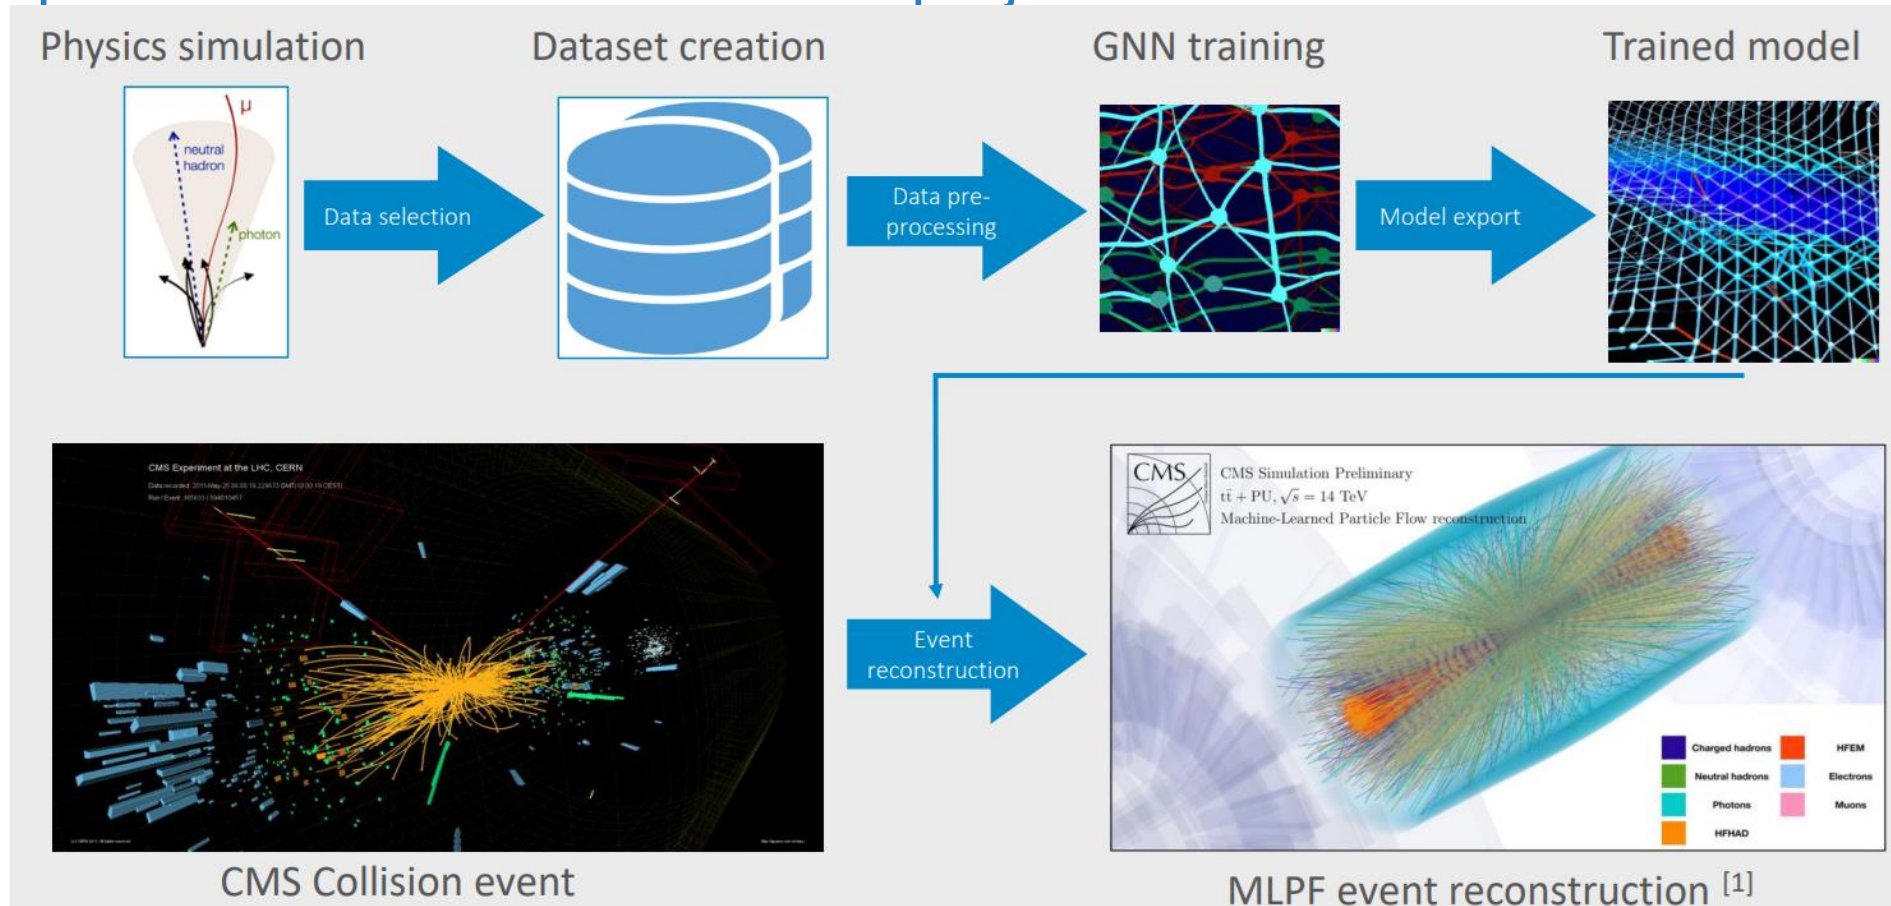 Physics simulation
Dataset creation
GNN training
Trained model
μ
neutral
hadron
photon
Data selection
Data pre-
processing
Model export
CMS Experiment at the LHC, CERN
Event
reconstruction
CMS
CMS Simulation Preliminary
tt̄ + PU, √s = 14 TeV
Machine-Learned Particle Flow reconstruction
Charged hadrons
HFEM
Neutral hadrons
Electrons
Photons
Muons
HFHAD
CMS Collision event
MLPF event reconstruction [1]